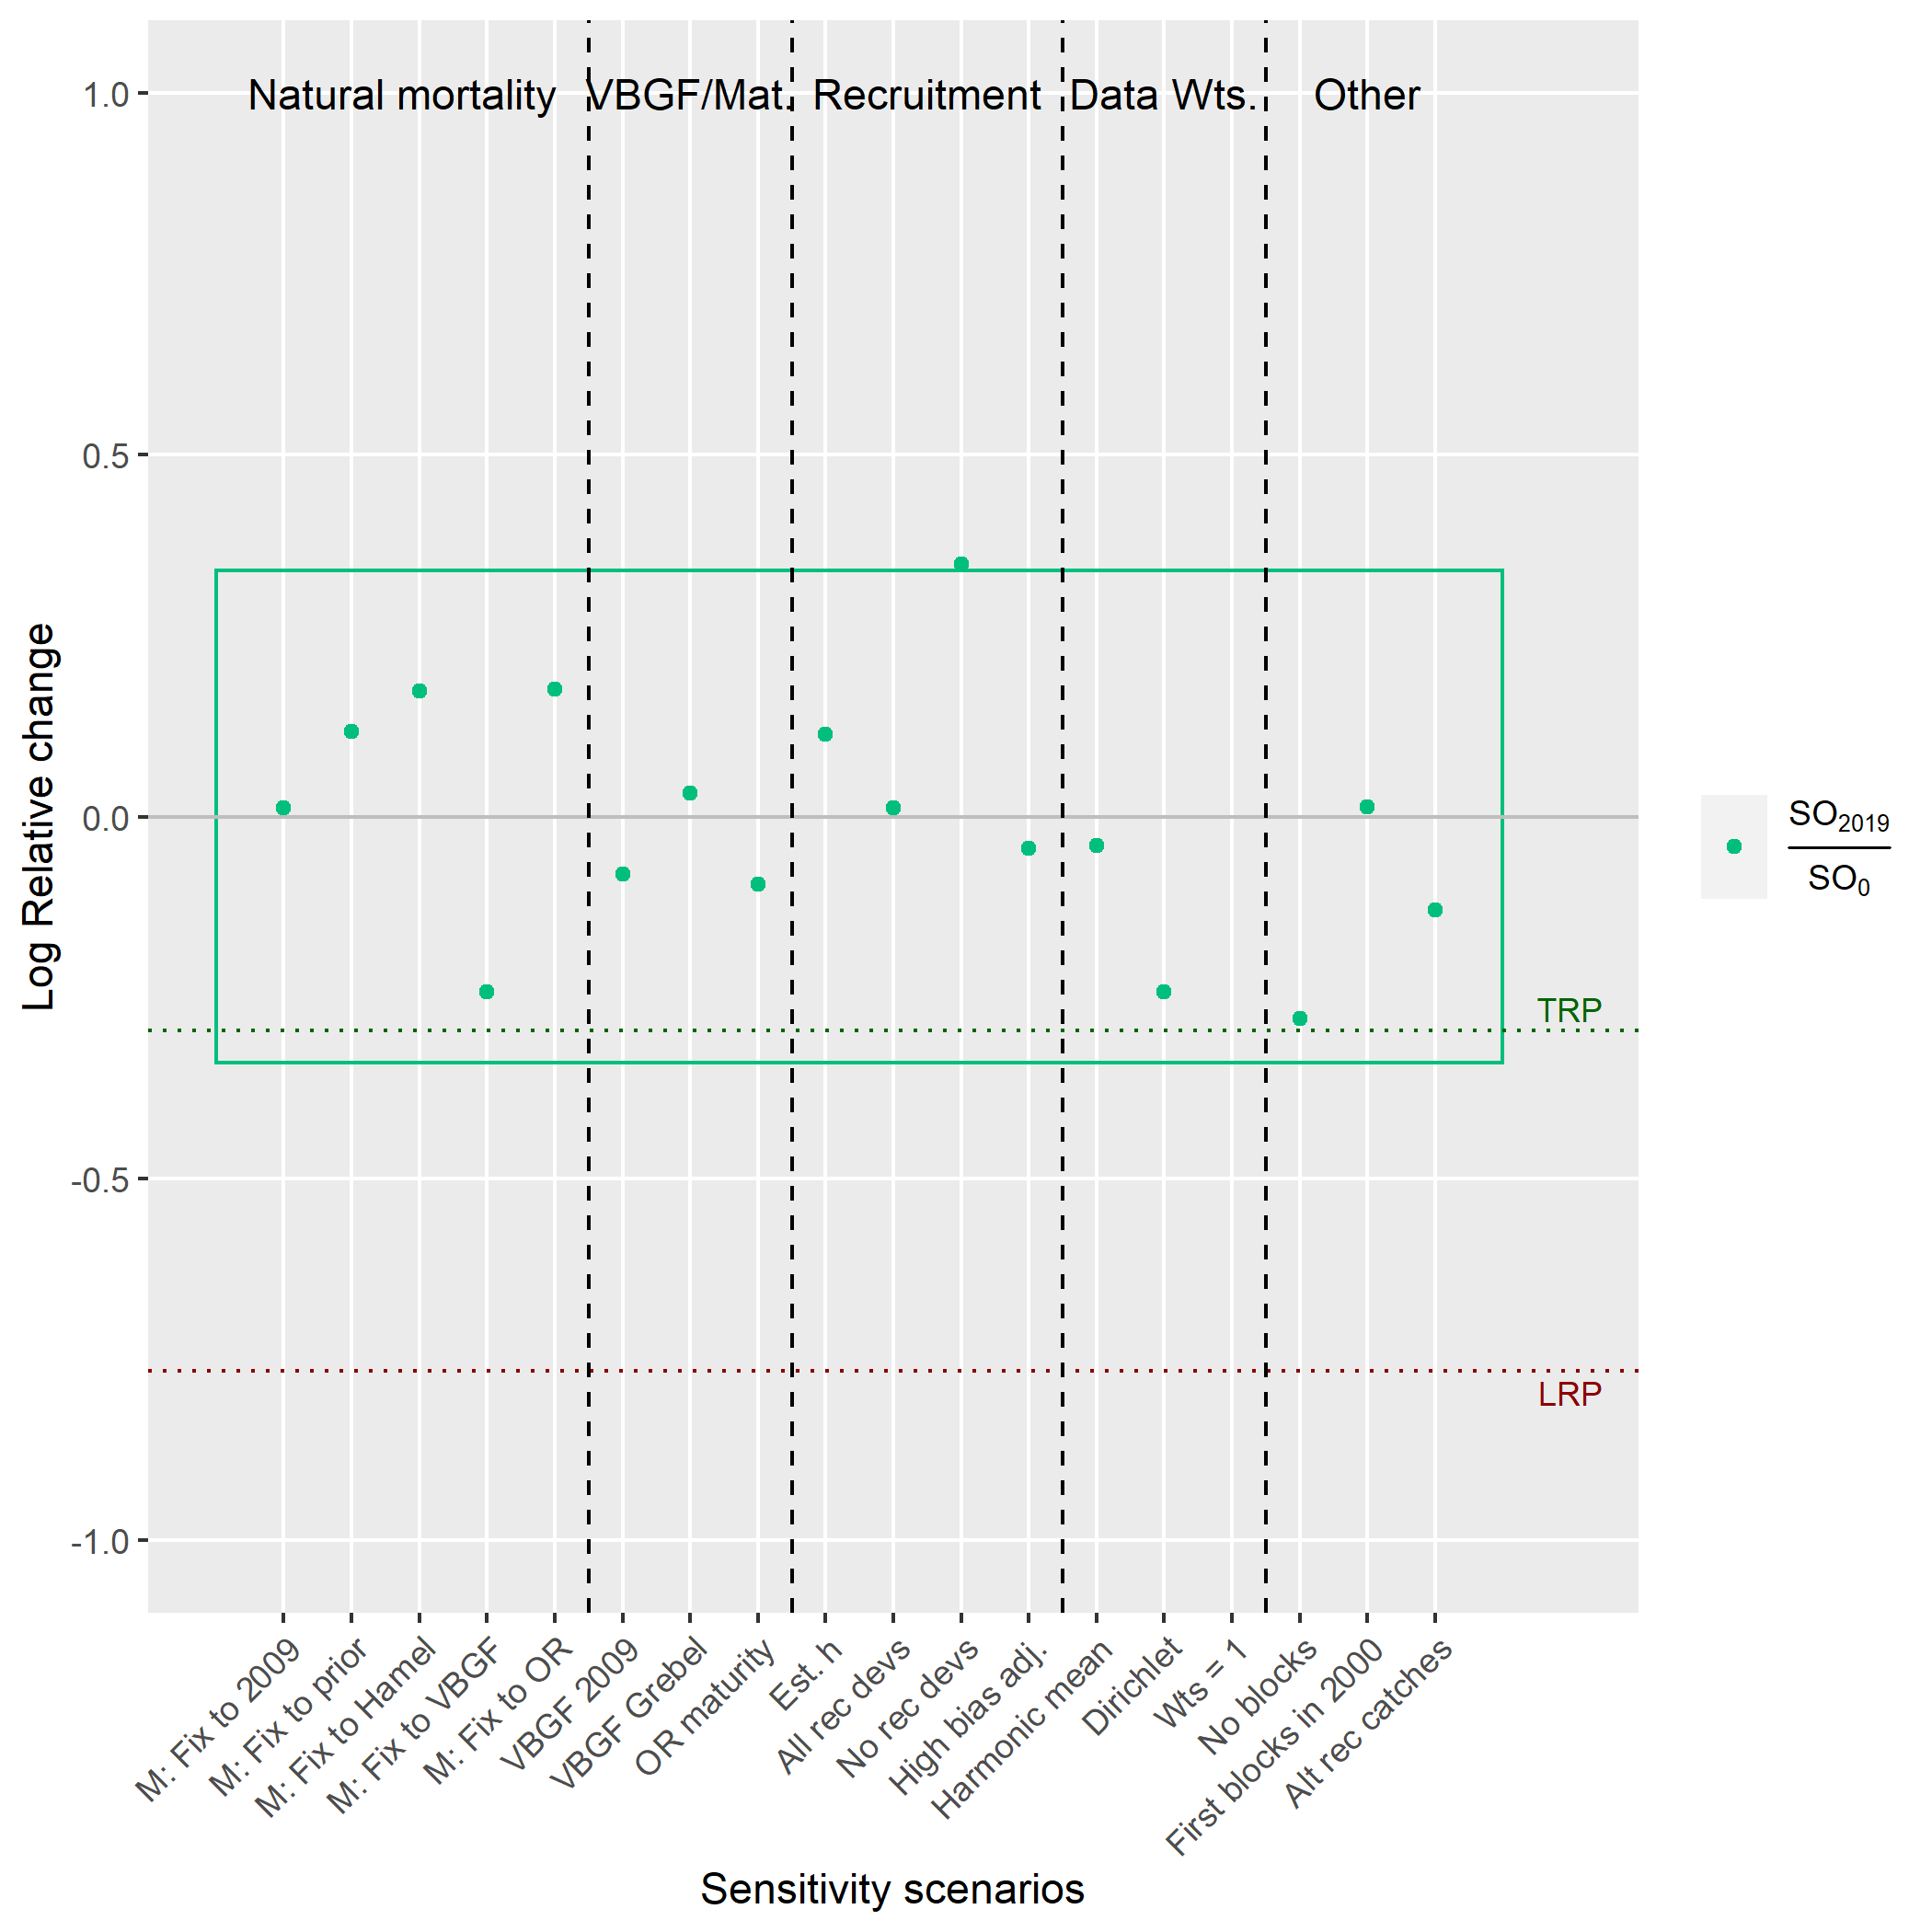 Natural mortality VBGF/Mat. Recruitment Data Wts. Other
1.0
0.5
0.0
-0.5
-1.0
Log Relative change
TRP
LRP
SO2019
SO0
M: Fix to 2009
M: Fix to prior
M: Fix to Hamel
M: Fix to VBGF
M: Fix to OR
VBGF 2009
VBGF Grebel
OR maturity
Est. h
All rec devs
No rec devs
High bias adj.
Harmonic mean
Dirichlet
Wts = 1
No blocks
First blocks in 2000
Alt rec catches
Sensitivity scenarios